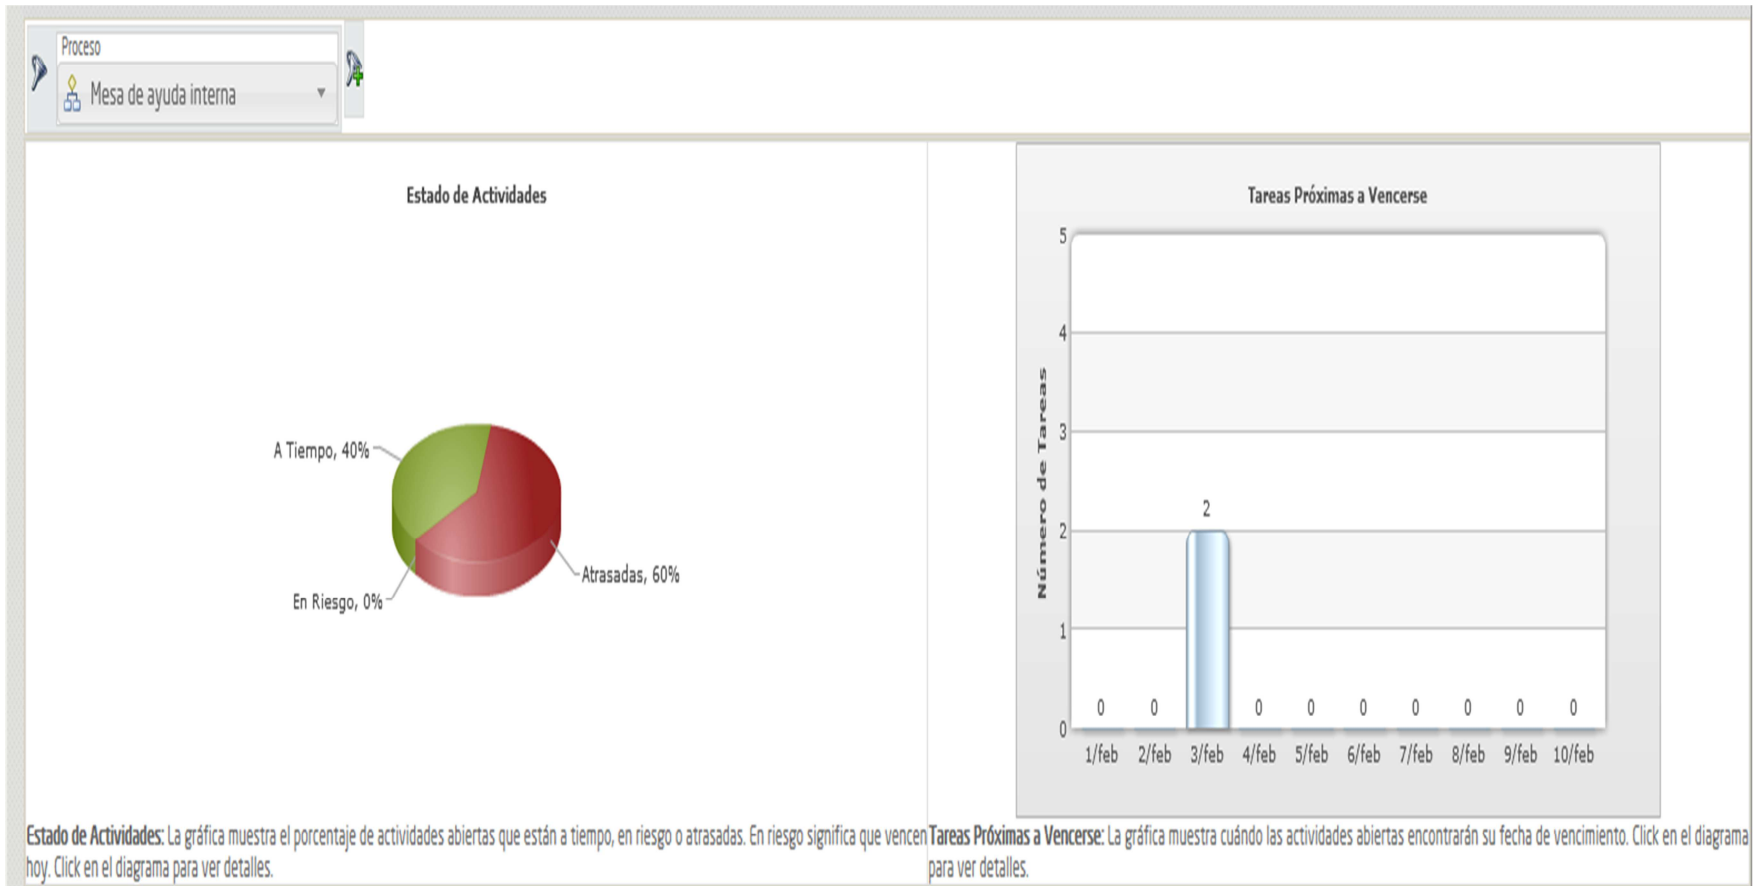 Proceso
Mesa de ayuda interna
Estado de Actividades
A Tiempo, 40%
En Riesgo, 0%
Atrasadas, 60%
Estado de Actividades: La gráfica muestra el porcentaje de actividades abiertas que están a tiempo, en riesgo o atrasadas. En riesgo significa que vencen
hoy. Click en el diagrama para ver detalles.
Tareas Próximas a Vencerse
Número de Tareas
5
4
3
2
1
0
2
0 0 0 0 0 0 0 0 0
1/feb 2/feb 3/feb 4/feb 5/feb 6/feb 7/feb 8/feb 9/feb 10/feb
Tareas Próximas a Vencerse: La gráfica muestra cuándo las actividades abiertas encontrarán su fecha de vencimiento. Click en el diagrama
para ver detalles.